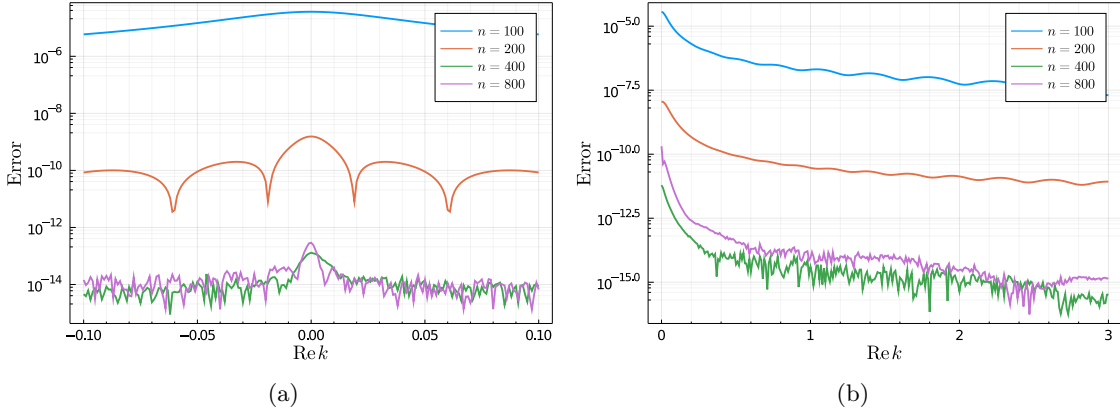 Error
10^{-6}
10^{-8}
10^{-10}
10^{-12}
10^{-14}
-0.10 -0.05 0.00 0.05 0.10
Re k
n = 100
n = 200
n = 400
n = 800
(a)
Error
10^{-5.0}
10^{-7.5}
10^{-10.0}
10^{-12.5}
10^{-15.0}
0 1 2 3
Re k
n = 100
n = 200
n = 400
n = 800
(b)